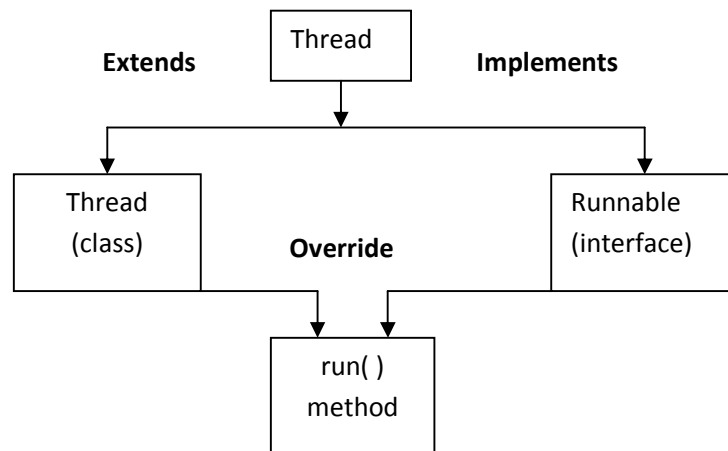 Thread
Extends
Implements
Thread
(class)
Runnable
(interface)
Override
run( )
method